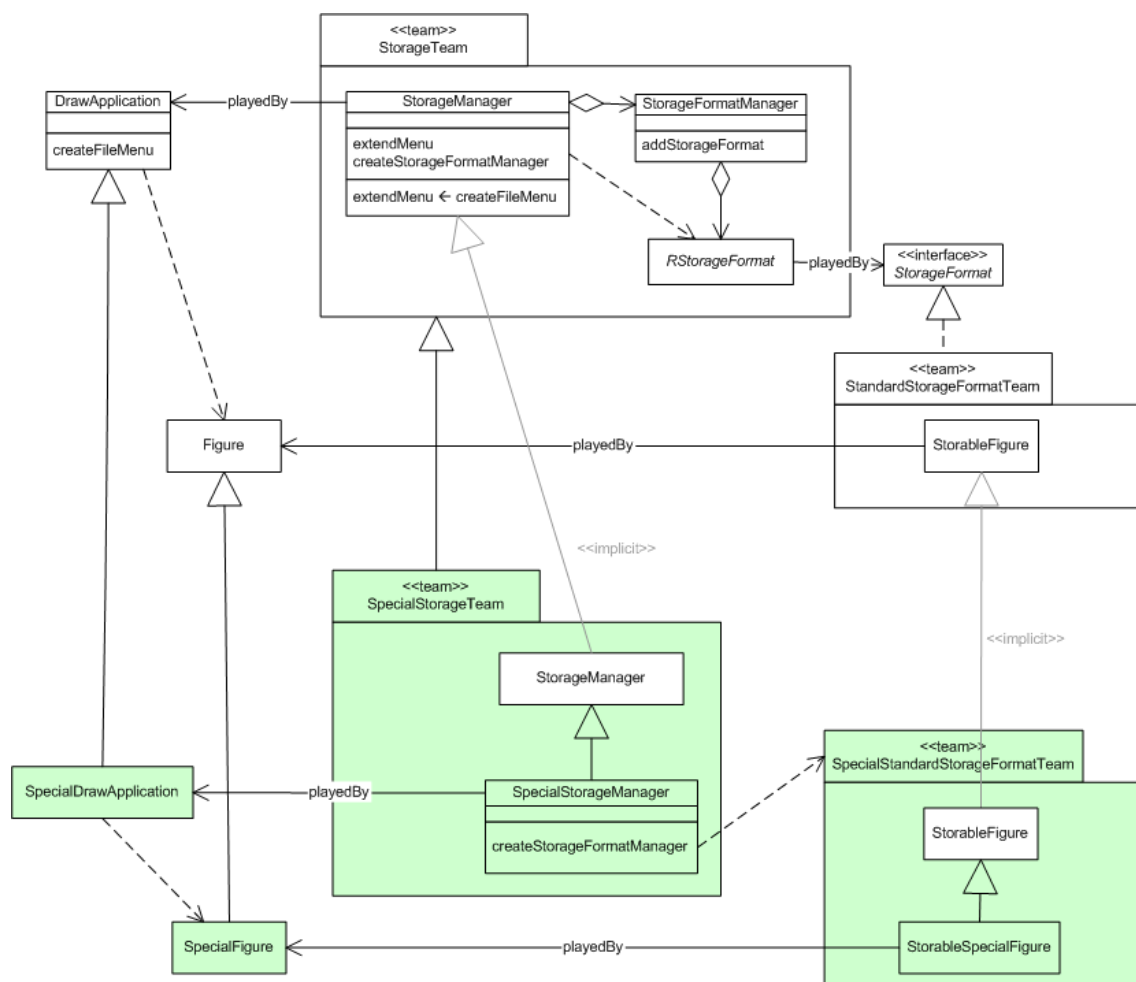 <<team>>
StorageTeam
DrawApplication
playedBy
StorageManager
StorageFormatManager
createFileMenu
extendMenu
createStorageFormatManager
addStorageFormat
extendMenu ← createFileMenu
RStorageFormat
playedBy
<<interface>>
StorageFormat
<<team>>
StandardStorageFormatTeam
Figure
playedBy
StorableFigure
<<implicit>>
<<team>>
SpecialStorageTeam
<<implicit>>
StorageManager
<<team>>
SpecialStandardStorageFormatTeam
SpecialDrawApplication
playedBy
SpecialStorageManager
createStorageFormatManager
StorableFigure
SpecialFigure
playedBy
StorableSpecialFigure